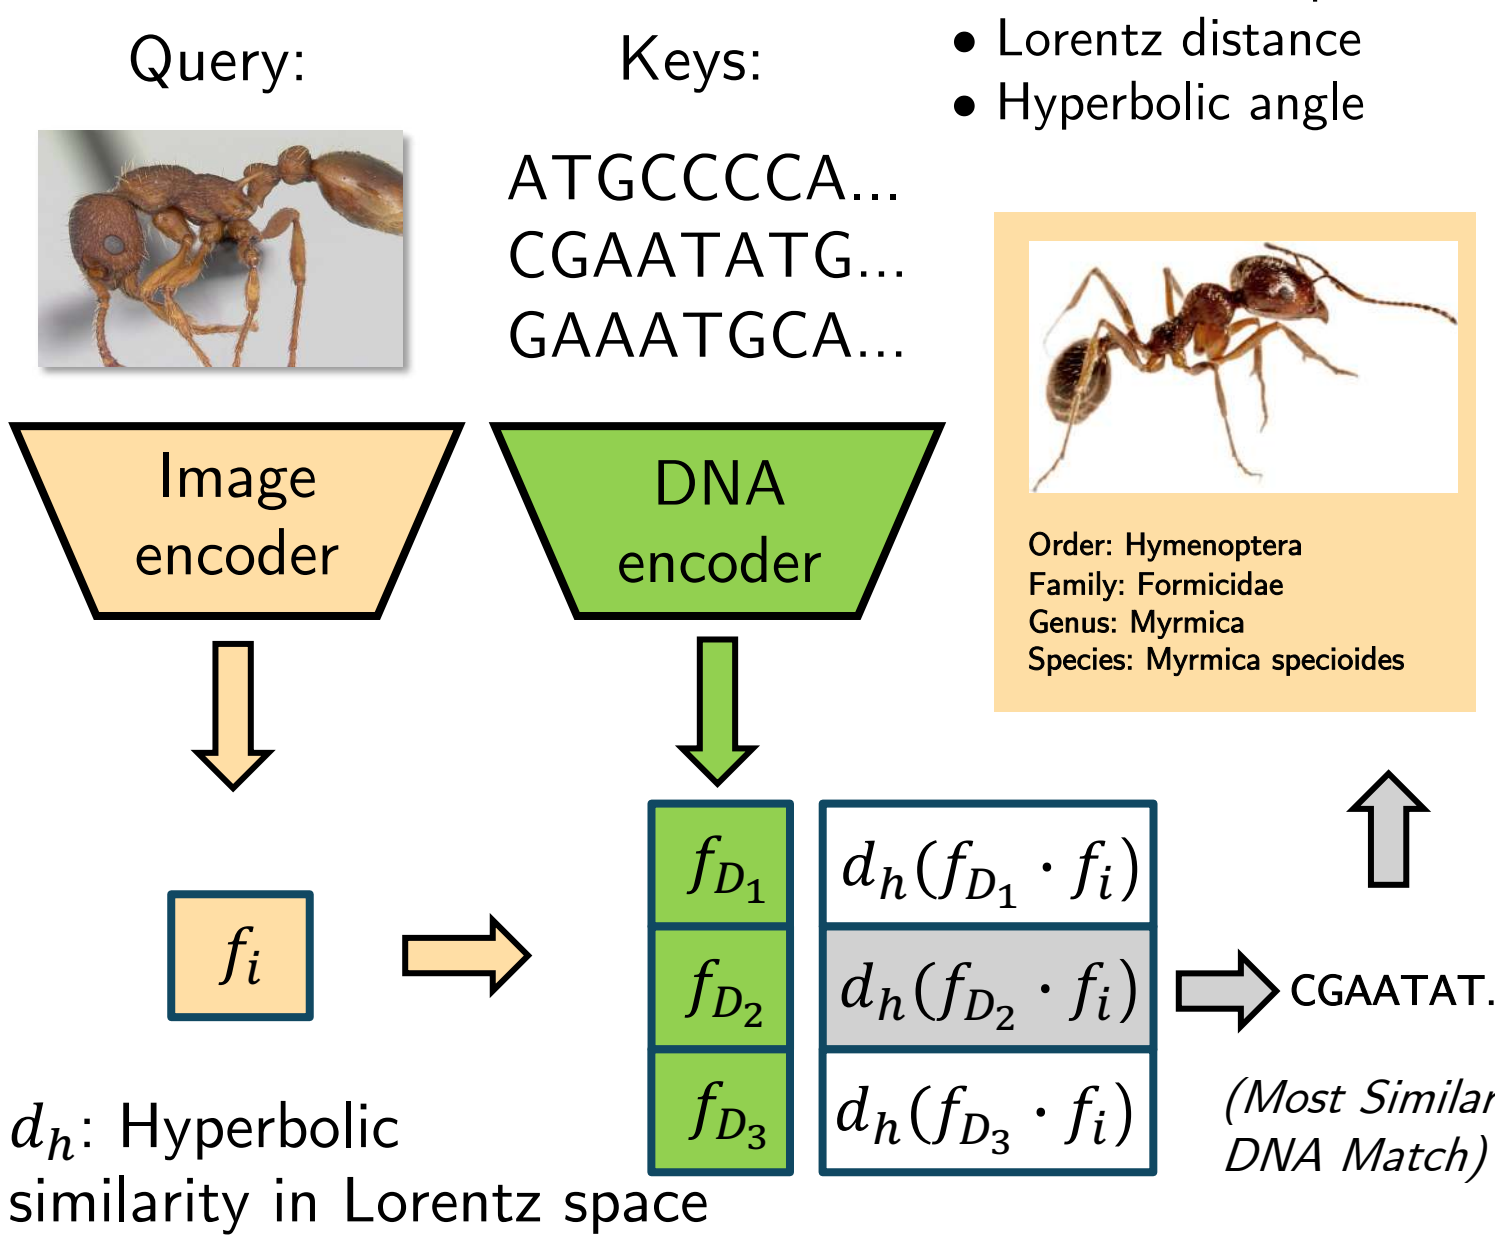 Query:
Keys:
• Lorentz distance
• Hyperbolic angle
ATGCCCCA...
CGAATATG...
GAAATGCA...
Image
encoder
DNA
encoder
Order: Hymenoptera
Family: Formicidae
Genus: Myrmica
Species: Myrmica specioides
f_i
f_{D_1}
f_{D_2}
f_{D_3}
d_h(f_{D_1} · f_i)
d_h(f_{D_2} · f_i)
d_h(f_{D_3} · f_i)
CGAATAT.
(Most Similar
DNA Match)
d_h: Hyperbolic
similarity in Lorentz space